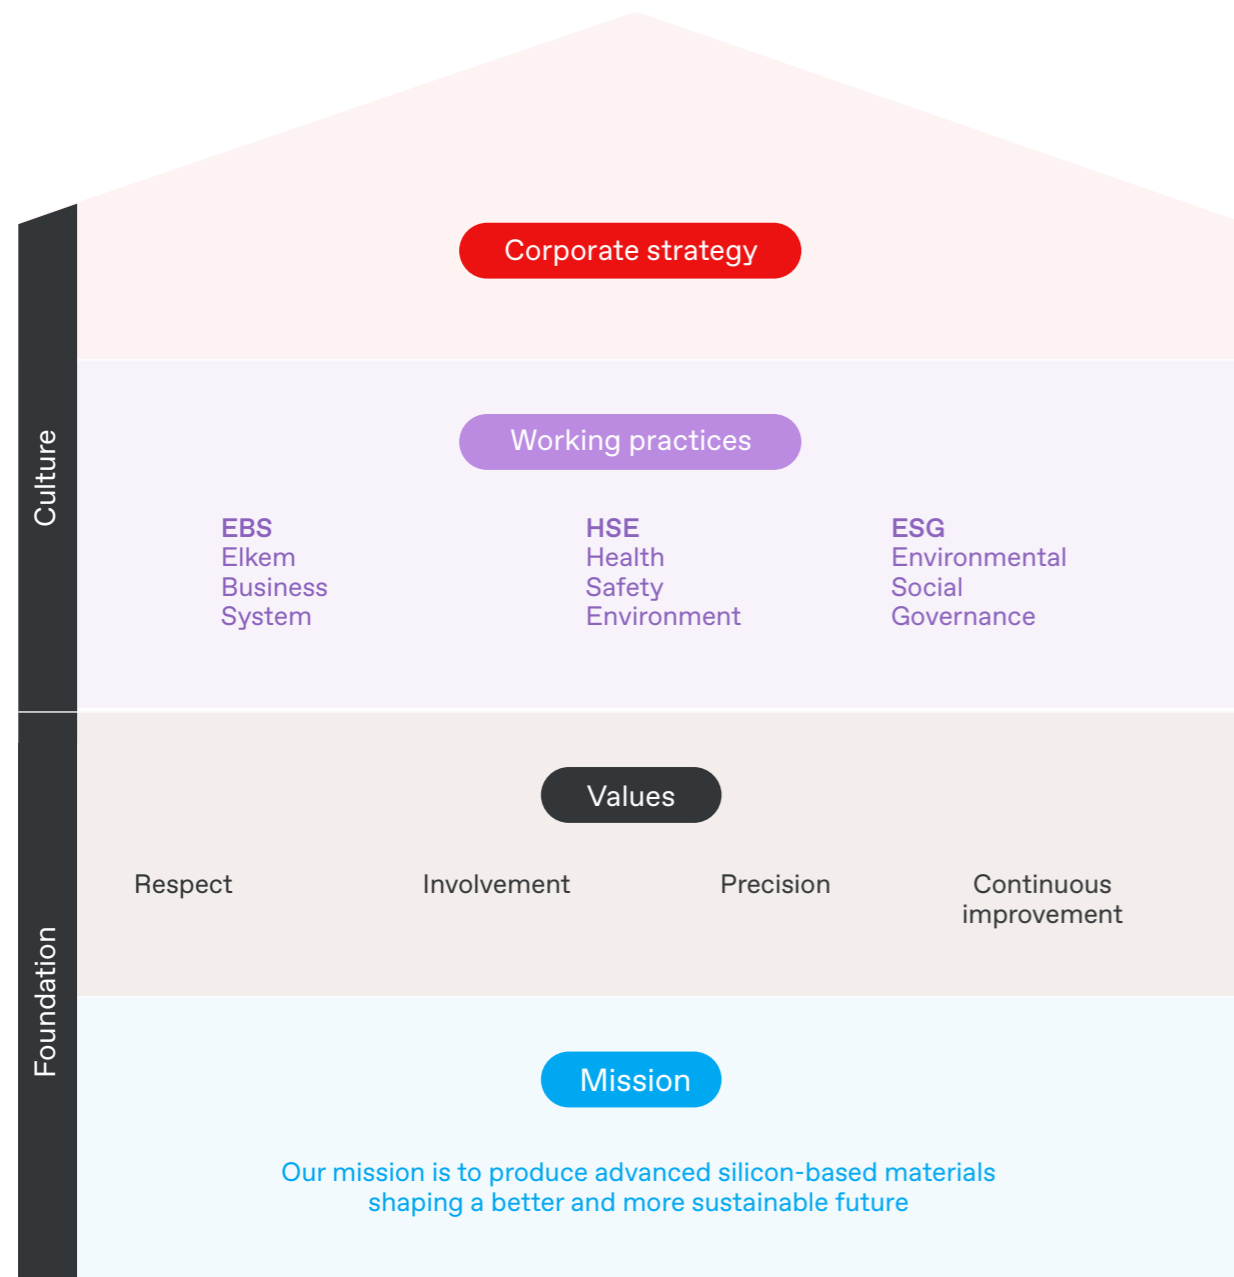 Corporate strategy
Culture
Working practices
EBS
Elkem
Business
System
HSE
Health
Safety
Environment
ESG
Environmental
Social
Governance
Foundation
Values
Respect
Involvement
Precision
Continuous
improvement
Mission
Our mission is to produce advanced silicon-based materials
shaping a better and more sustainable future